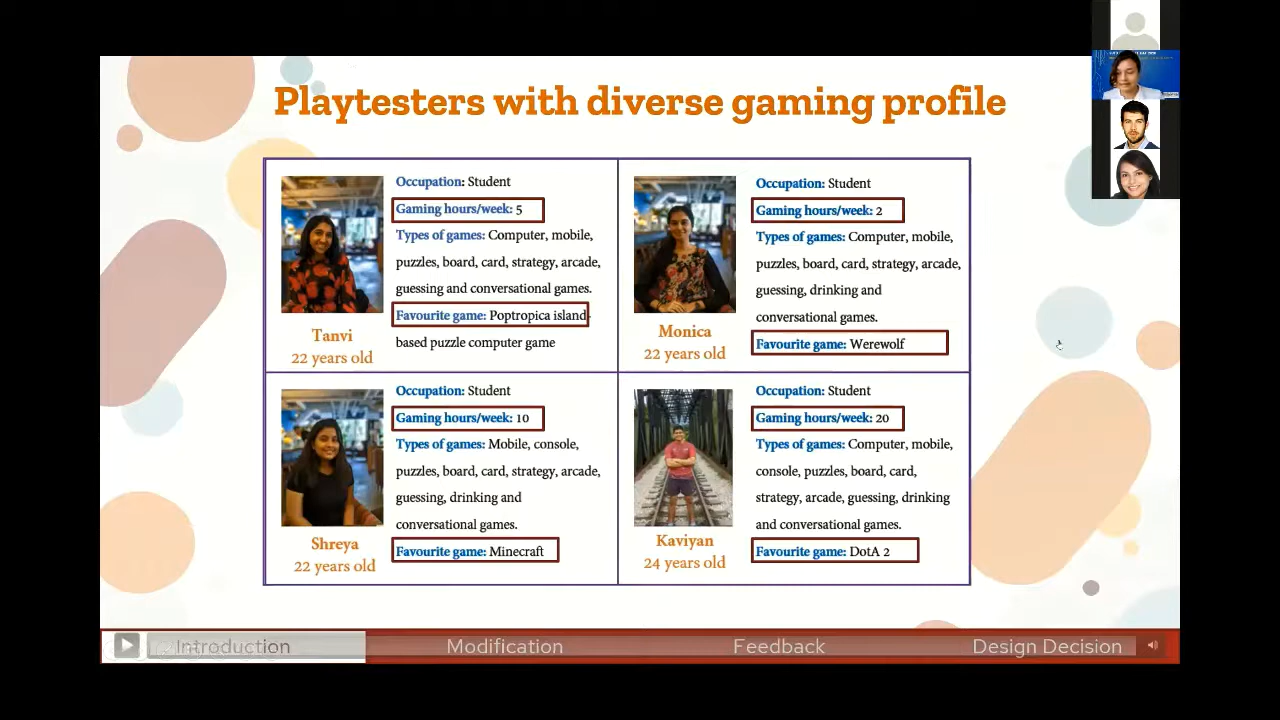 Playtesters with diverse gaming profile
Occupation: Student
Gaming hours/week: 5
Types of games: Computer, mobile,
puzzles, board, card, strategy, arcade,
guessing and conversational games.
Favourite game: Poptropica island-
based puzzle computer game
Tanvi
22 years old
Occupation: Student
Gaming hours/week: 2
Types of games: Computer, mobile,
puzzles, board, card, strategy, arcade,
guessing, drinking and
conversational games.
Favourite game: Werewolf
Monica
22 years old
Occupation: Student
Gaming hours/week: 10
Types of games: Mobile, console,
puzzles, board, card, strategy, arcade,
guessing, drinking and
conversational games.
Favourite game: Minecraft
Shreya
22 years old
Occupation: Student
Gaming hours/week: 20
Types of games: Computer, mobile,
console, puzzles, board, card,
strategy, arcade, guessing, drinking
and conversational games.
Favourite game: DotA 2
Kaviyan
24 years old
Introduction
Modification
Feedback
Design Decision